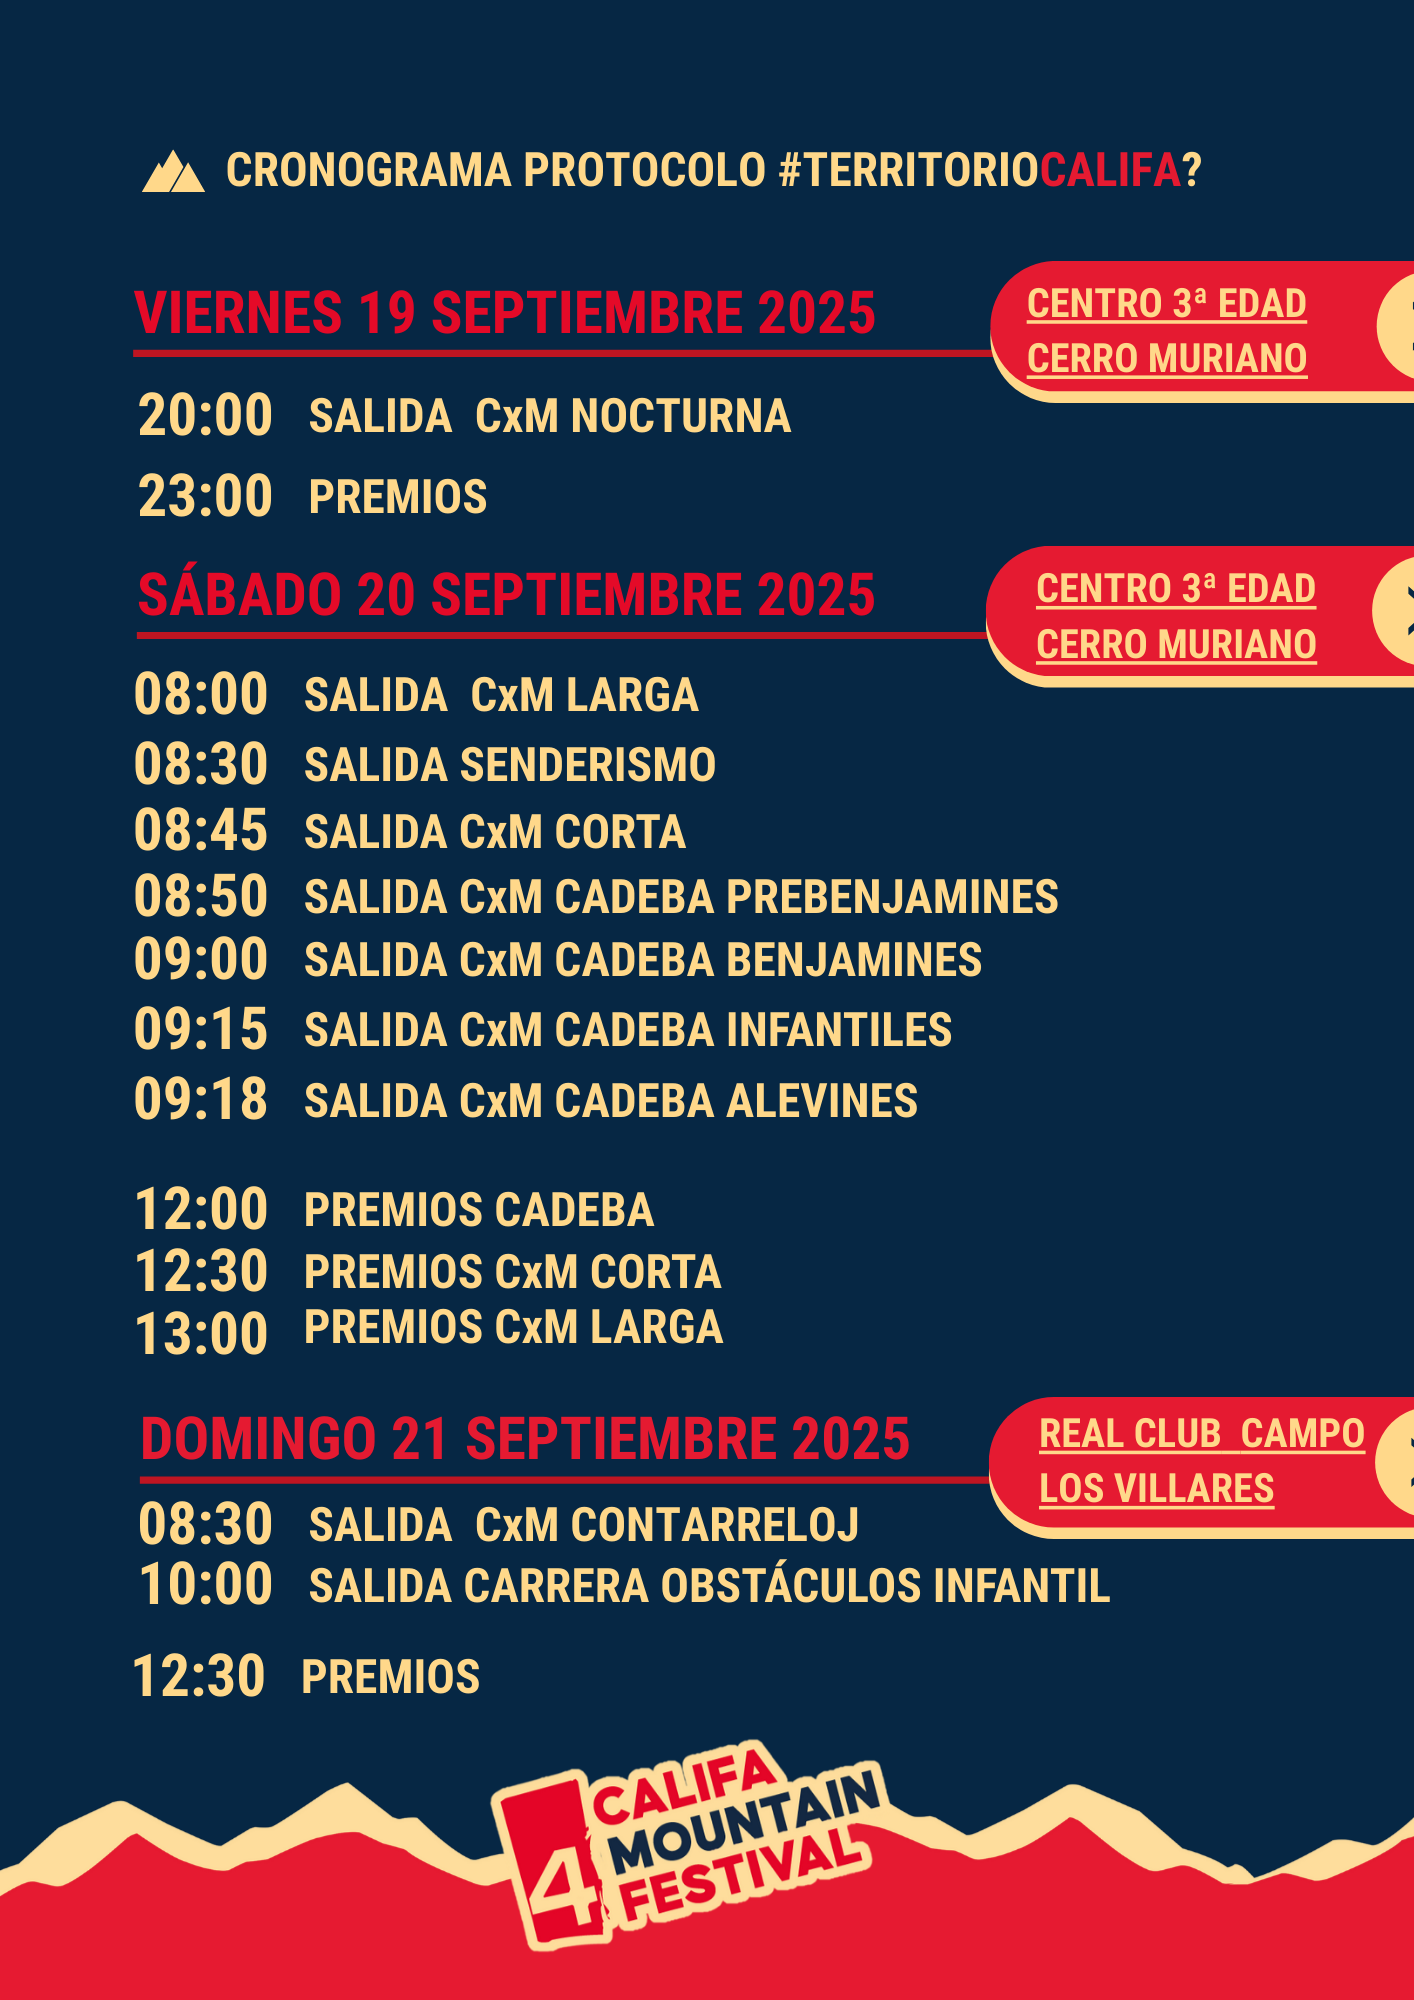 CRONOGRAMA PROTOCOLO #TERRITORIOCALIFA?
VIERNES 19 SEPTIEMBRE 2025
CENTRO 3ª EDAD
CERRO MURIANO
20:00 SALIDA CxM NOCTURNA
23:00 PREMIOS
SÁBADO 20 SEPTIEMBRE 2025
CENTRO 3ª EDAD
CERRO MURIANO
08:00 SALIDA CxM LARGA
08:30 SALIDA SENDERISMO
08:45 SALIDA CxM CORTA
08:50 SALIDA CxM CADEBA PREBENJAMINES
09:00 SALIDA CxM CADEBA BENJAMINES
09:15 SALIDA CxM CADEBA INFANTILES
09:18 SALIDA CxM CADEBA ALEVINES
12:00 PREMIOS CADEBA
12:30 PREMIOS CxM CORTA
13:00 PREMIOS CxM LARGA
DOMINGO 21 SEPTIEMBRE 2025
REAL CLUB CAMPO
LOS VILLARES
08:30 SALIDA CxM CONTARRELOJ
10:00 SALIDA CARRERA OBSTÁCULOS INFANTIL
12:30 PREMIOS
4 CALIFA
MOUNTAIN
FESTIVAL